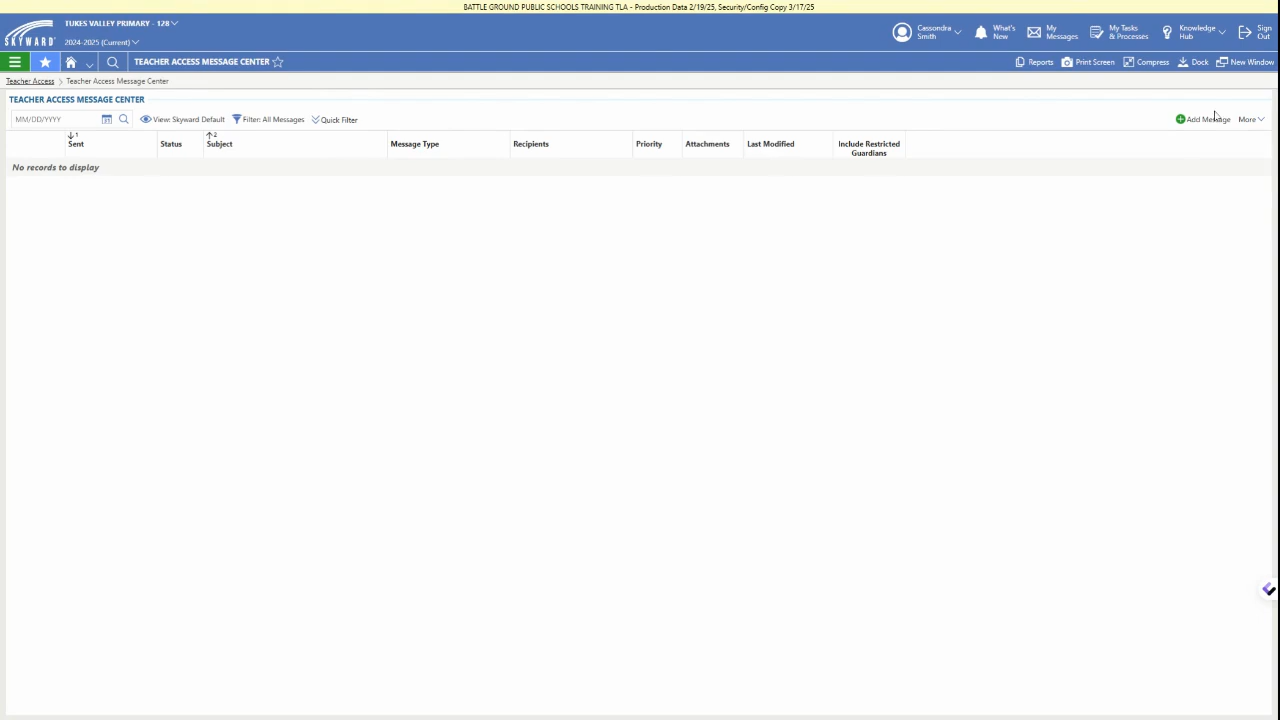 BATTLE GROUND PUBLIC SCHOOLS TRAINING TLA - Production Data 2/19/25, Security/Config Copy 3/17/25
SKYWARD
TUKES VALLEY PRIMARY - 128
2024-2025 (Current)
Cassondra Smith
What's New
My Messages
My Tasks & Processes
Knowledge Hub
Sign Out
TEACHER ACCESS MESSAGE CENTER
Reports
Print Screen
Compress
Dock
New Window
Teacher Access > Teacher Access Message Center
TEACHER ACCESS MESSAGE CENTER
MM/DD/YYYY
31
View: Skyward Default
Filter: All Messages
Quick Filter
Add Message
More
1
Sent
Status
2
Subject
Message Type
Recipients
Priority
Attachments
Last Modified
Include Restricted Guardians
No records to display